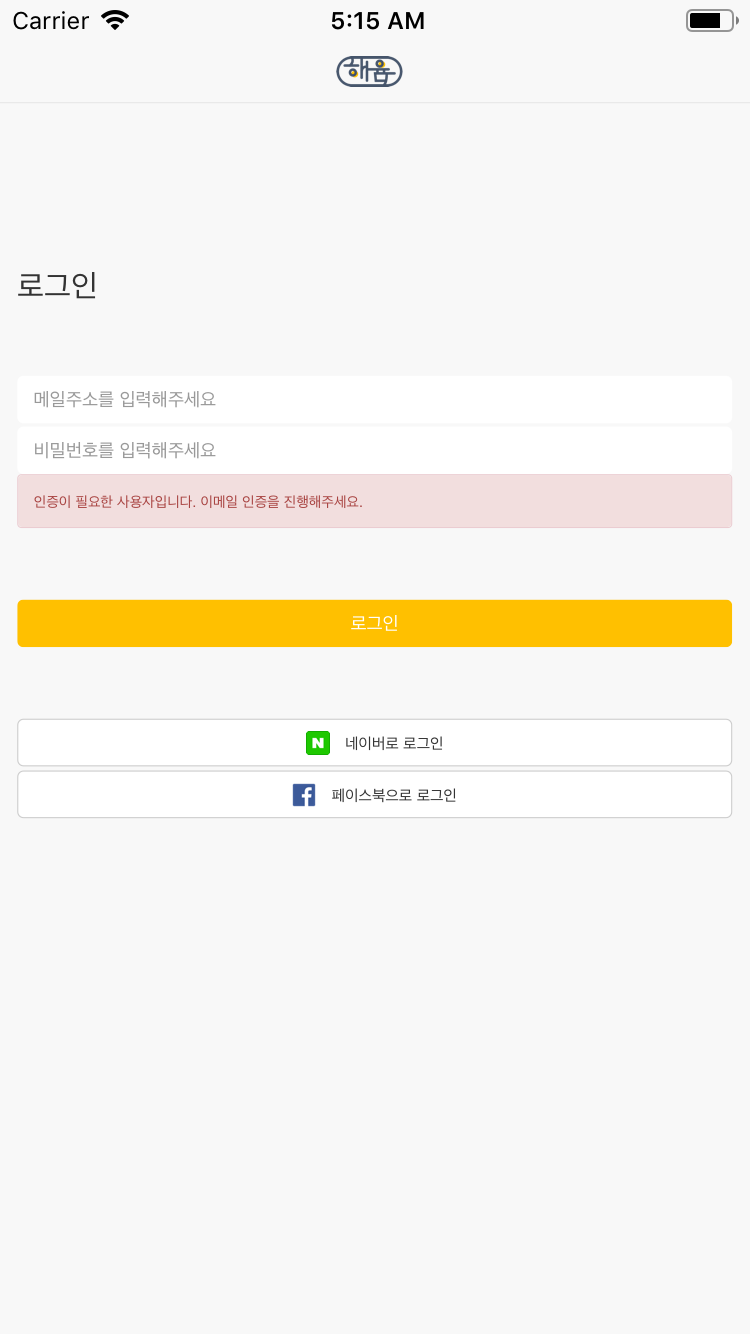 Carrier
5:15 AM
해욤
로그인
메일주소를 입력해주세요
비밀번호를 입력해주세요
인증이 필요한 사용자입니다. 이메일 인증을 진행해주세요.
로그인
N 네이버로 로그인
f 페이스북으로 로그인